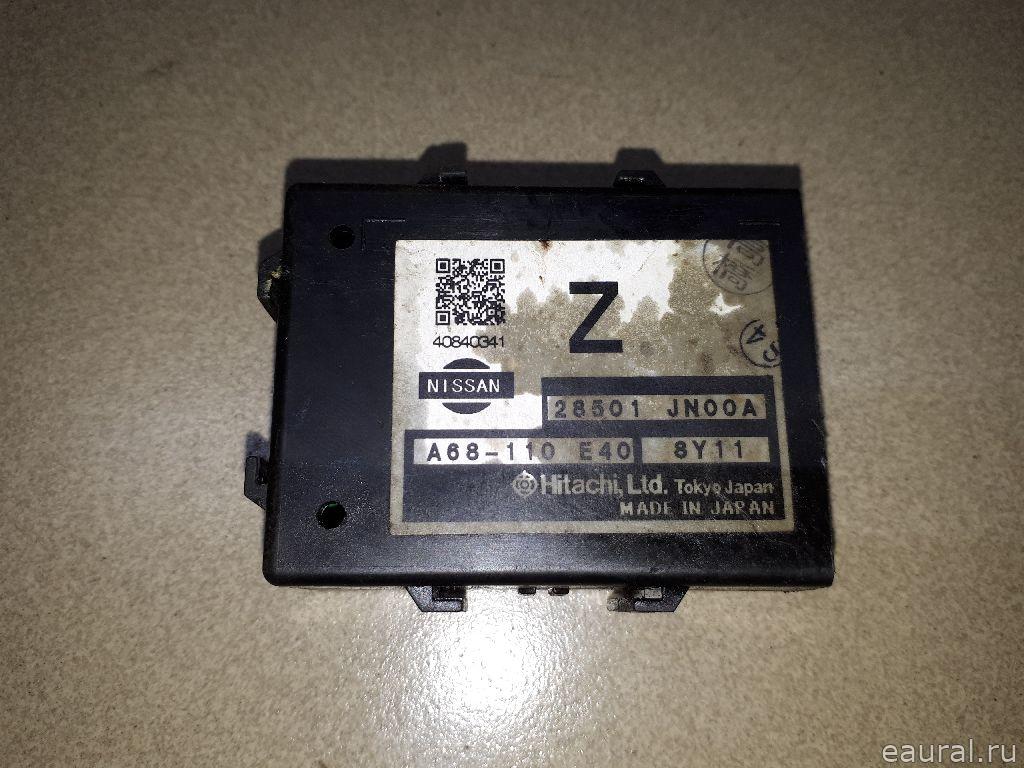 Z
40840341
NISSAN
28501 JN00A
A68-110 E40 8Y11
Hitachi, Ltd. Tokyo Japan
MADE IN JAPAN
eaural.ru